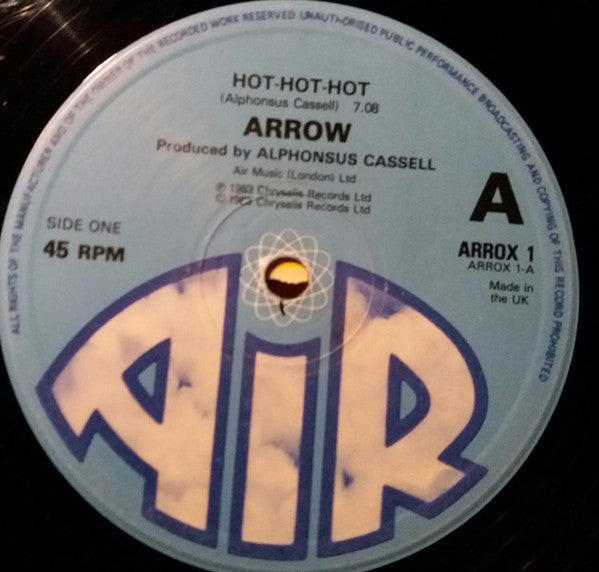 ALL RIGHTS OF THE MANUFACTURER AND OF THE OWNER OF THE RECORDED WORK RESERVED UNAUTHORISED PUBLIC PERFORMANCE BROADCASTING AND COPYING OF THIS RECORD PROHIBITED
HOT-HOT-HOT
(Alphonsus Cassell) 7.08
ARROW
Produced by ALPHONSUS CASSELL
Air Music (London) Ltd
℗ 1983 Chrysalis Records Ltd
© 1983 Chrysalis Records Ltd
A
SIDE ONE
45 RPM
ARROX 1
ARROX 1-A
Made in
the UK
AIR